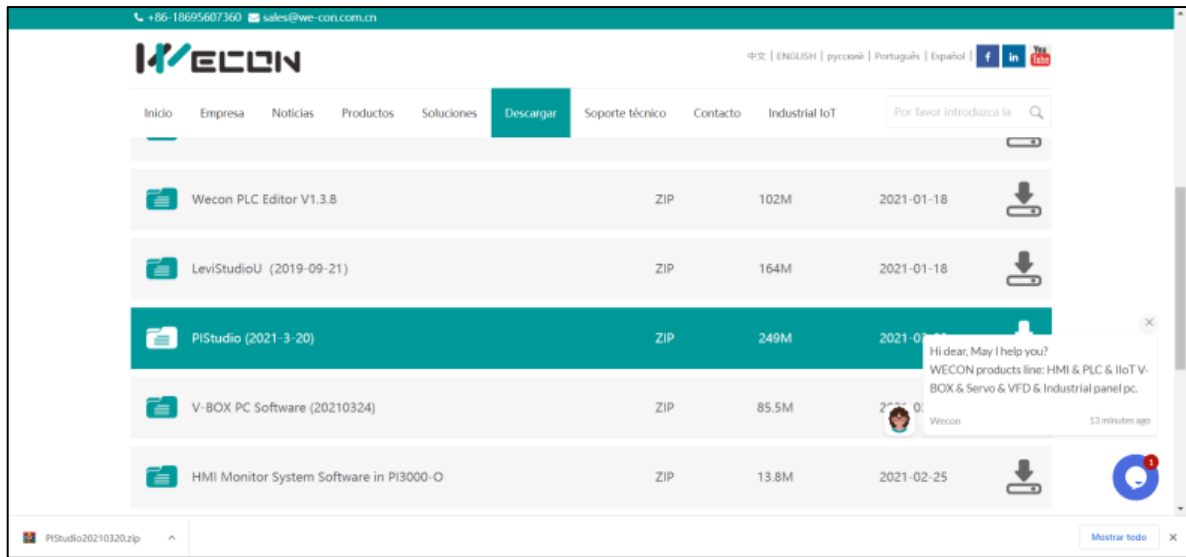 +86-18695607360 sales@we-con.com.cn
WECON
中文 | ENGLISH | русский | Português | Español | f in You Tube
Inicio Empresa Noticias Productos Soluciones Descargar Soporte técnico Contacto Industrial IoT Por favor introduzca la
Wecon PLC Editor V1.3.8 ZIP 102M 2021-01-18
LeviStudioU (2019-09-21) ZIP 164M 2021-01-18
PIStudio (2021-3-20) ZIP 249M
Hi dear, May I help you?
WECON products line: HMI & PLC & IIoT V-
BOX & Servo & VFD & Industrial panel pc.
Wecon 13 minutes ago
V-BOX PC Software (20210324) ZIP 85.5M
HMI Monitor System Software in PI3000-O ZIP 13.8M 2021-02-25
1
PIStudio20210320.zip Mostrar todo